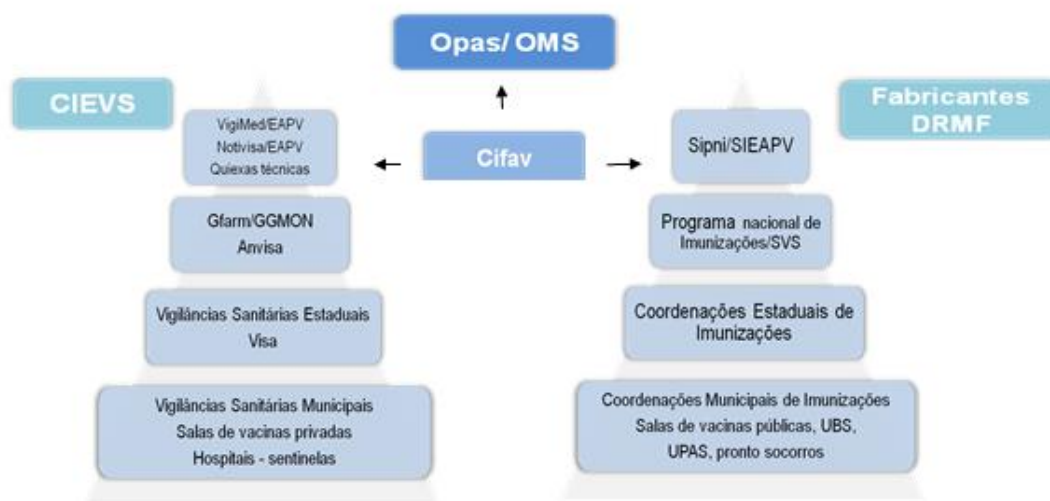 Opas/ OMS
CIEVS
Fabricantes
DRMF
VigiMed/EAPV
Notivisa/EAPV
Quiexas técnicas
Cifav
Sipni/SIEAPV
Gfarm/GGMON
Anvisa
Programa nacional de
Imunizações/SVS
Vigilâncias Sanitárias Estaduais
Visa
Coordenações Estaduais de
Imunizações
Vigilâncias Sanitárias Municipais
Salas de vacinas privadas
Hospitais - sentinelas
Coordenações Municipais de Imunizações
Salas de vacinas públicas, UBS,
UPAS, pronto socorros